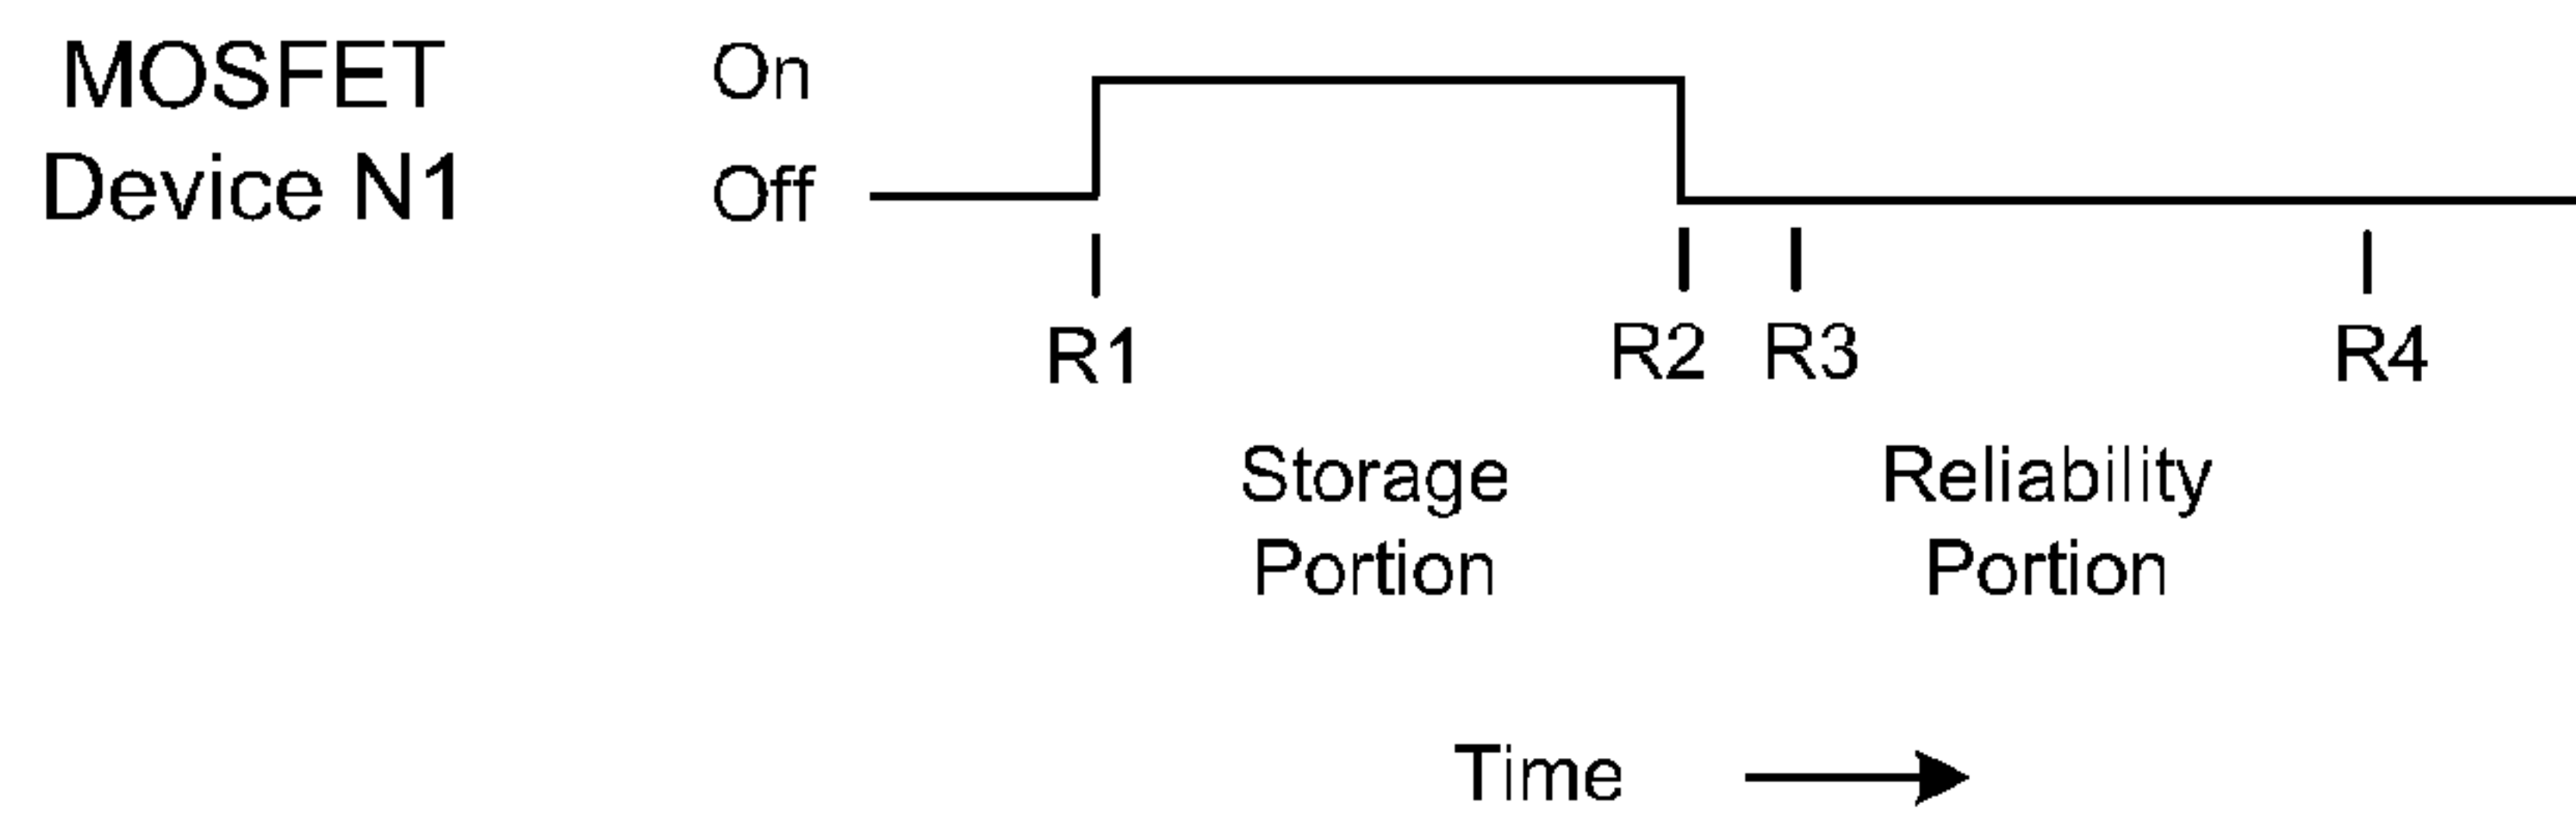 MOSFET
Device N1
On
Off
R1
R2
R3
R4
Storage
Portion
Reliability
Portion
Time